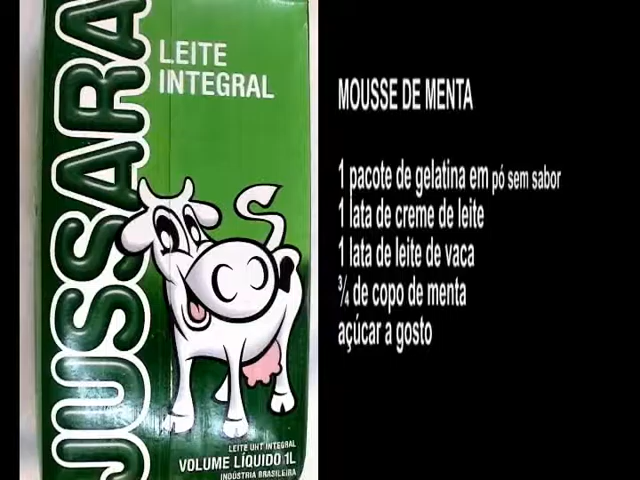 JUSSARA
LEITE
INTEGRAL
LEITE UHT INTEGRAL
VOLUME LÍQUIDO 1L
INDÚSTRIA BRASILEIRA
MOUSSE DE MENTA
1 pacote de gelatina em pó sem sabor
1 lata de creme de leite
1 lata de leite de vaca
¾ de copo de menta
açúcar a gosto